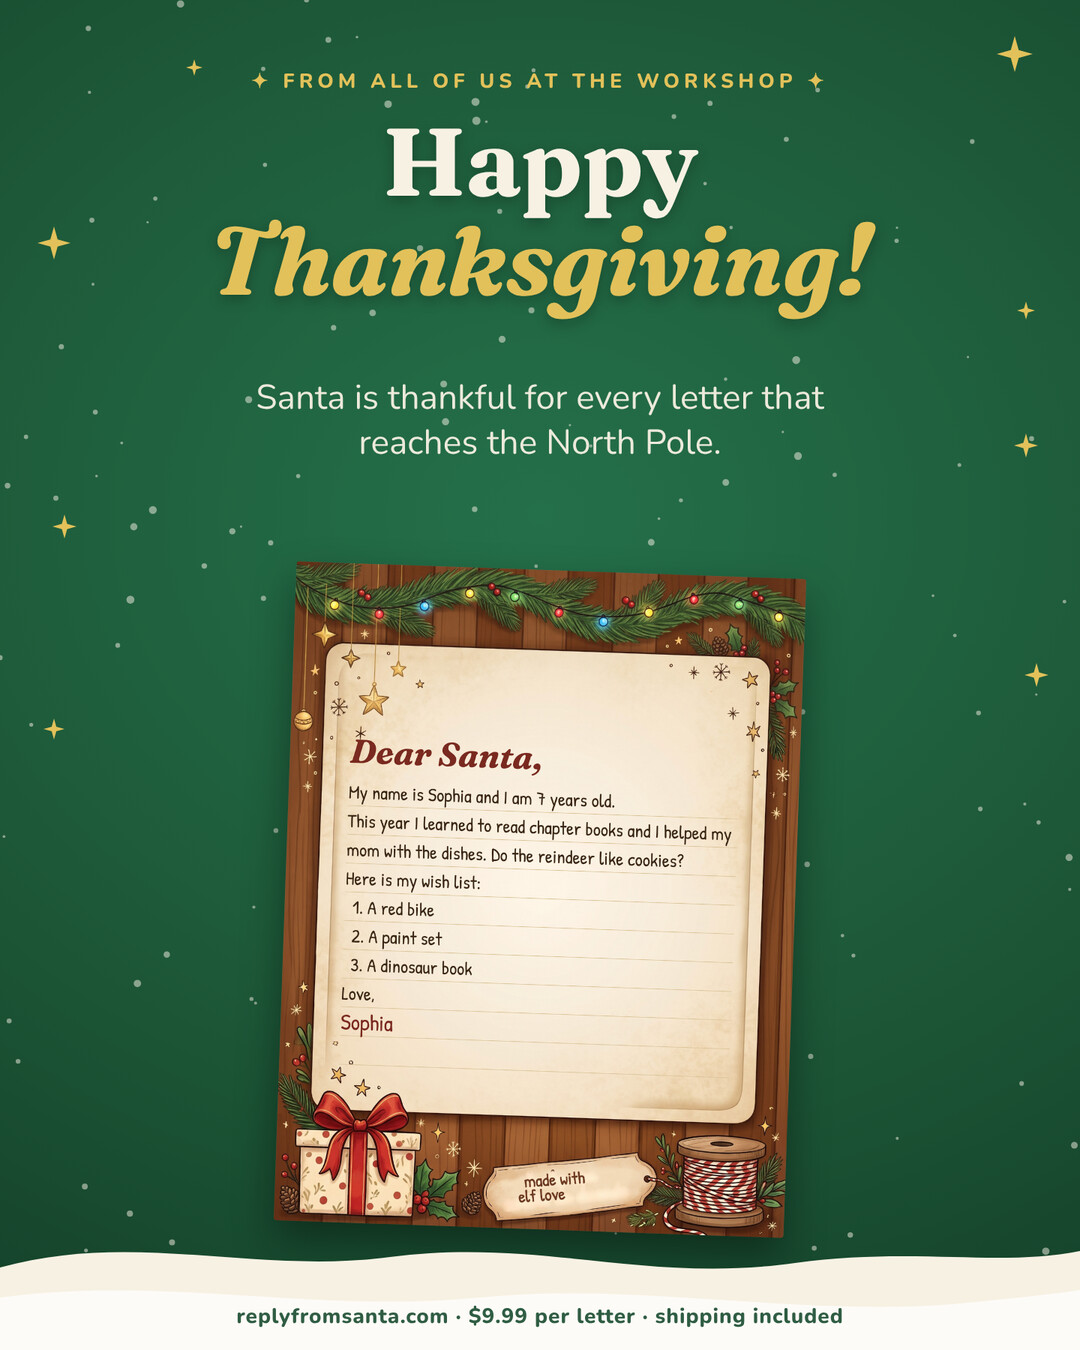 ✦ FROM ALL OF US AT THE WORKSHOP ✦
Happy
Thanksgiving!
Santa is thankful for every letter that
reaches the North Pole.
Dear Santa,
My name is Sophia and I am 7 years old.
This year I learned to read chapter books and I helped my
mom with the dishes. Do the reindeer like cookies?
Here is my wish list:
1. A red bike
2. A paint set
3. A dinosaur book
Love,
Sophia
made with
elf love
replyfromsanta.com · $9.99 per letter · shipping included